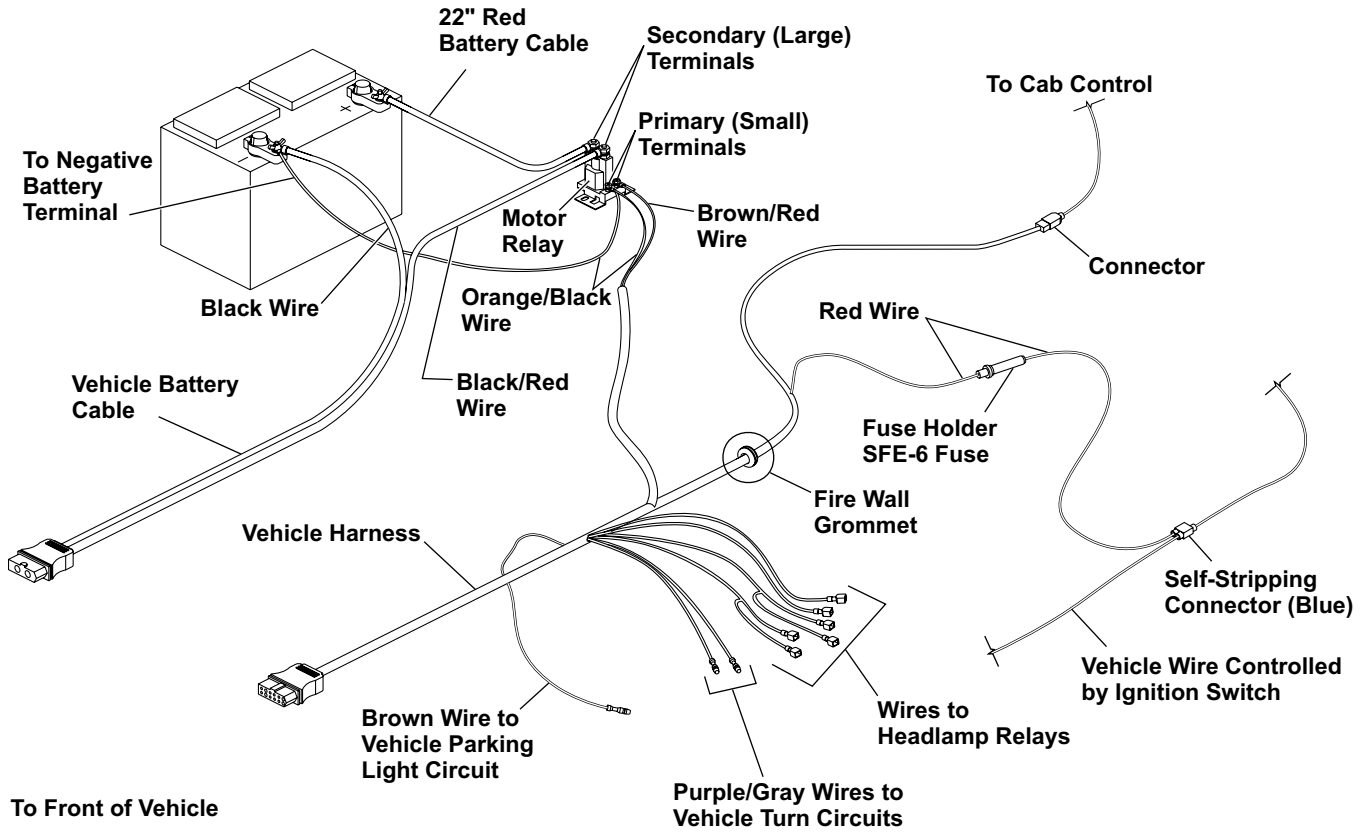 22" Red
Battery Cable
Secondary (Large)
Terminals
To Cab Control
Primary (Small)
Terminals
To Negative
Battery
Terminal
+
-
Motor
Relay
Brown/Red
Wire
Connector
Black Wire
Orange/Black
Wire
Red Wire
Vehicle Battery
Cable
Black/Red
Wire
Fuse Holder
SFE-6 Fuse
Fire Wall
Grommet
Vehicle Harness
Self-Stripping
Connector (Blue)
Vehicle Wire Controlled
by Ignition Switch
Brown Wire to
Vehicle Parking
Light Circuit
Wires to
Headlamp Relays
Purple/Gray Wires to
Vehicle Turn Circuits
To Front of Vehicle